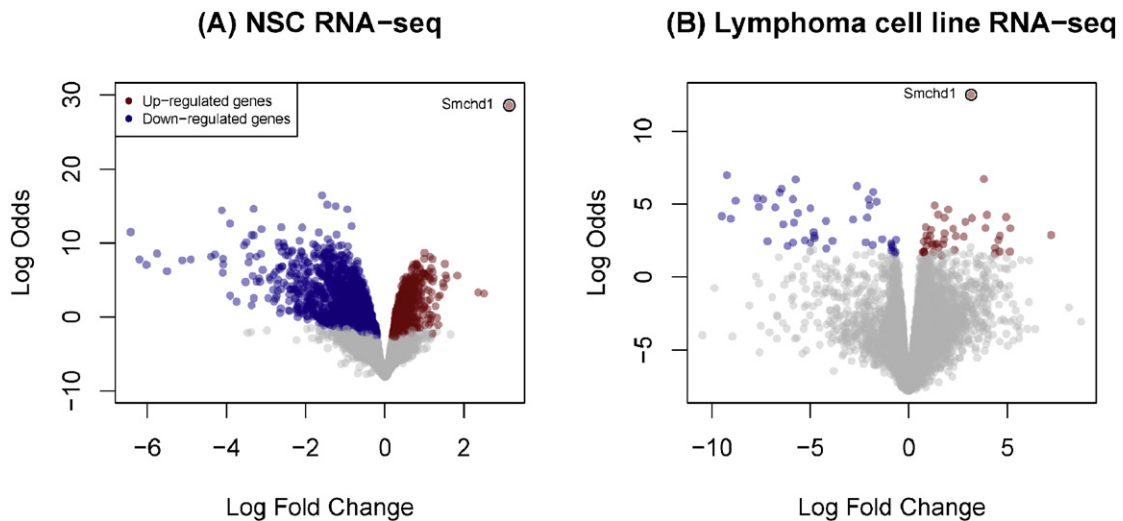 (A) NSC RNA−seq
Up-regulated genes
Down-regulated genes
Smchd1
30
20
10
0
−10
Log Odds
−6
−4
−2
0
2
Log Fold Change
(B) Lymphoma cell line RNA−seq
Smchd1
10
5
0
−5
Log Odds
−10
−5
0
5
Log Fold Change